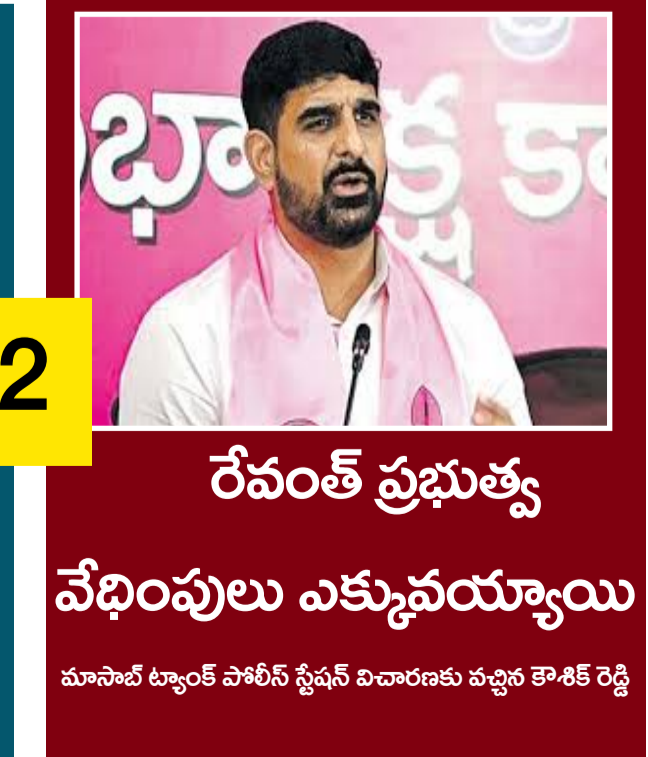 2
రేవంత్ ప్రభుత్వ
వేధింపులు ఎక్కువయ్యాయి
మాసాబ్ ట్యాంక్ పోలీస్ స్టేషన్ విచారణకు వచ్చిన కౌశిక్ రెడ్డి